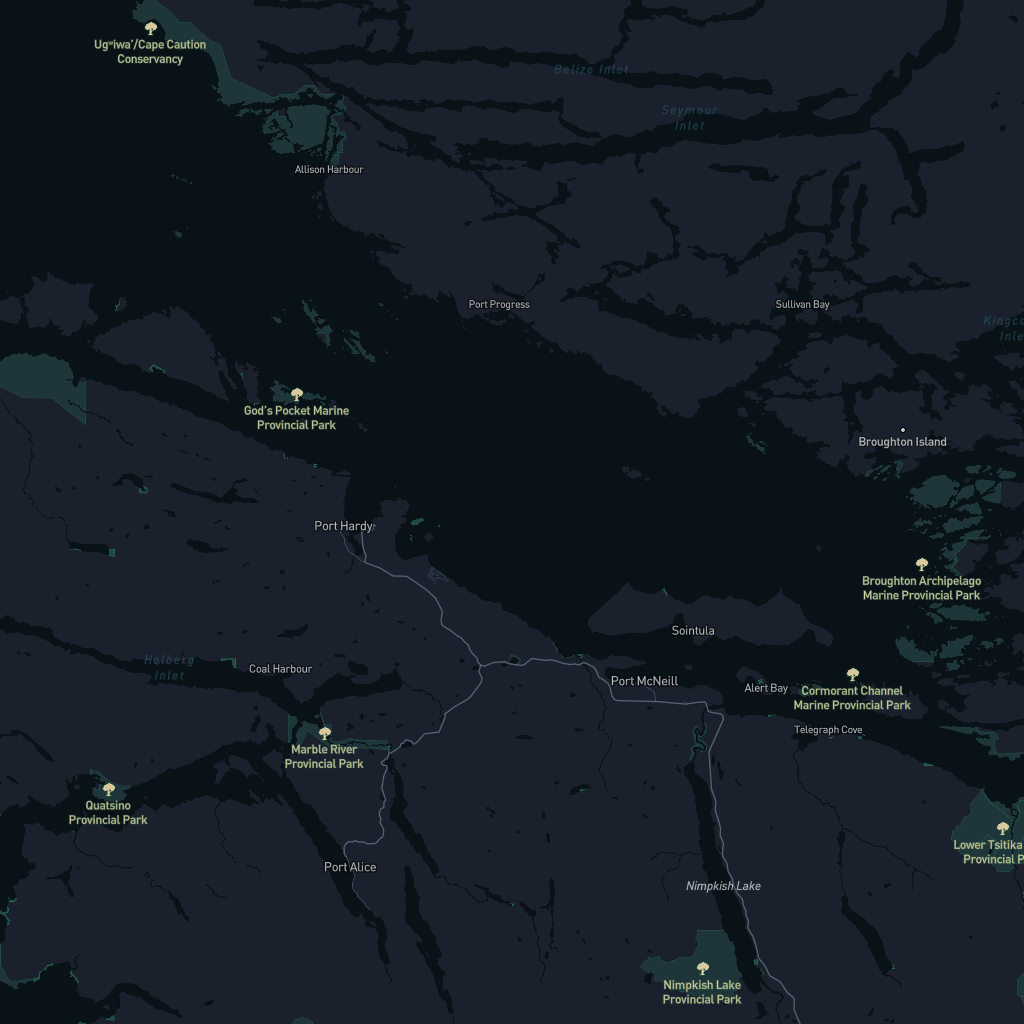 Ugʷiwa'/Cape Caution
Conservancy
Belize Inlet
Seymour
Inlet
Allison Harbour
Port Progress
Sullivan Bay
God's Pocket Marine
Provincial Park
Broughton Island
Port Hardy
Broughton Archipelago
Marine Provincial Park
Sointula
Holberg
Inlet
Coal Harbour
Port McNeill
Alert Bay
Cormorant Channel
Marine Provincial Park
Telegraph Cove
Marble River
Provincial Park
Quatsino
Provincial Park
Lower Tsitika
Provincial P
Port Alice
Nimpkish Lake
Nimpkish Lake
Provincial Park